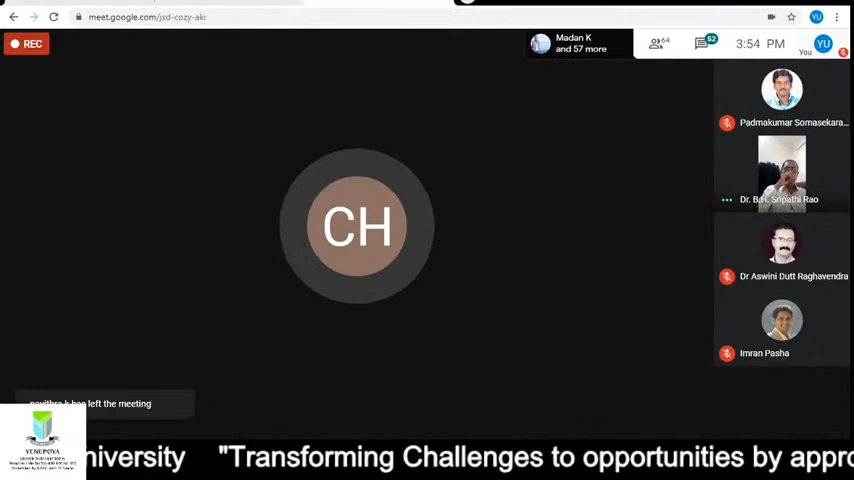 meet.google.com/jsd-cozy-aki
YU
REC
Madan K
and 57 more
64
52
3:54 PM
You
YU
Padmakumar Somasekara...
Dr. B.H. Sripathi Rao
CH
Dr Aswini Dutt Raghavendra
Imran Pasha
has left the meeting
YENEPOYA
niversity "Transforming Challenges to opportunities by appro